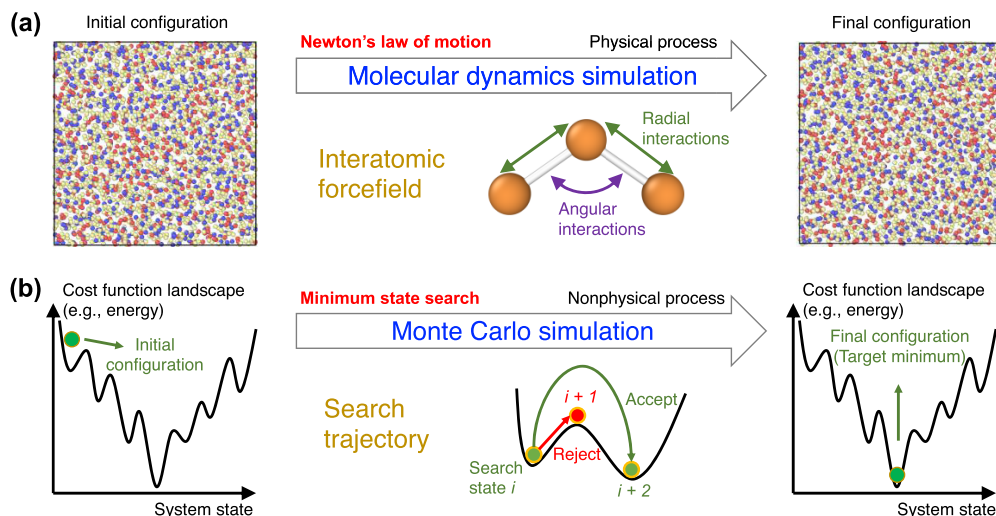 (a)
Initial configuration
Newton's law of motion
Physical process
Molecular dynamics simulation
Interatomic
forcefield
Radial
interactions
Angular
interactions
Final configuration
(b)
Cost function landscape
(e.g., energy)
Initial
configuration
System state
Minimum state search
Nonphysical process
Monte Carlo simulation
Search
trajectory
i + 1
Accept
Reject
Search
state i
i + 2
Cost function landscape
(e.g., energy)
Final configuration
(Target minimum)
System state